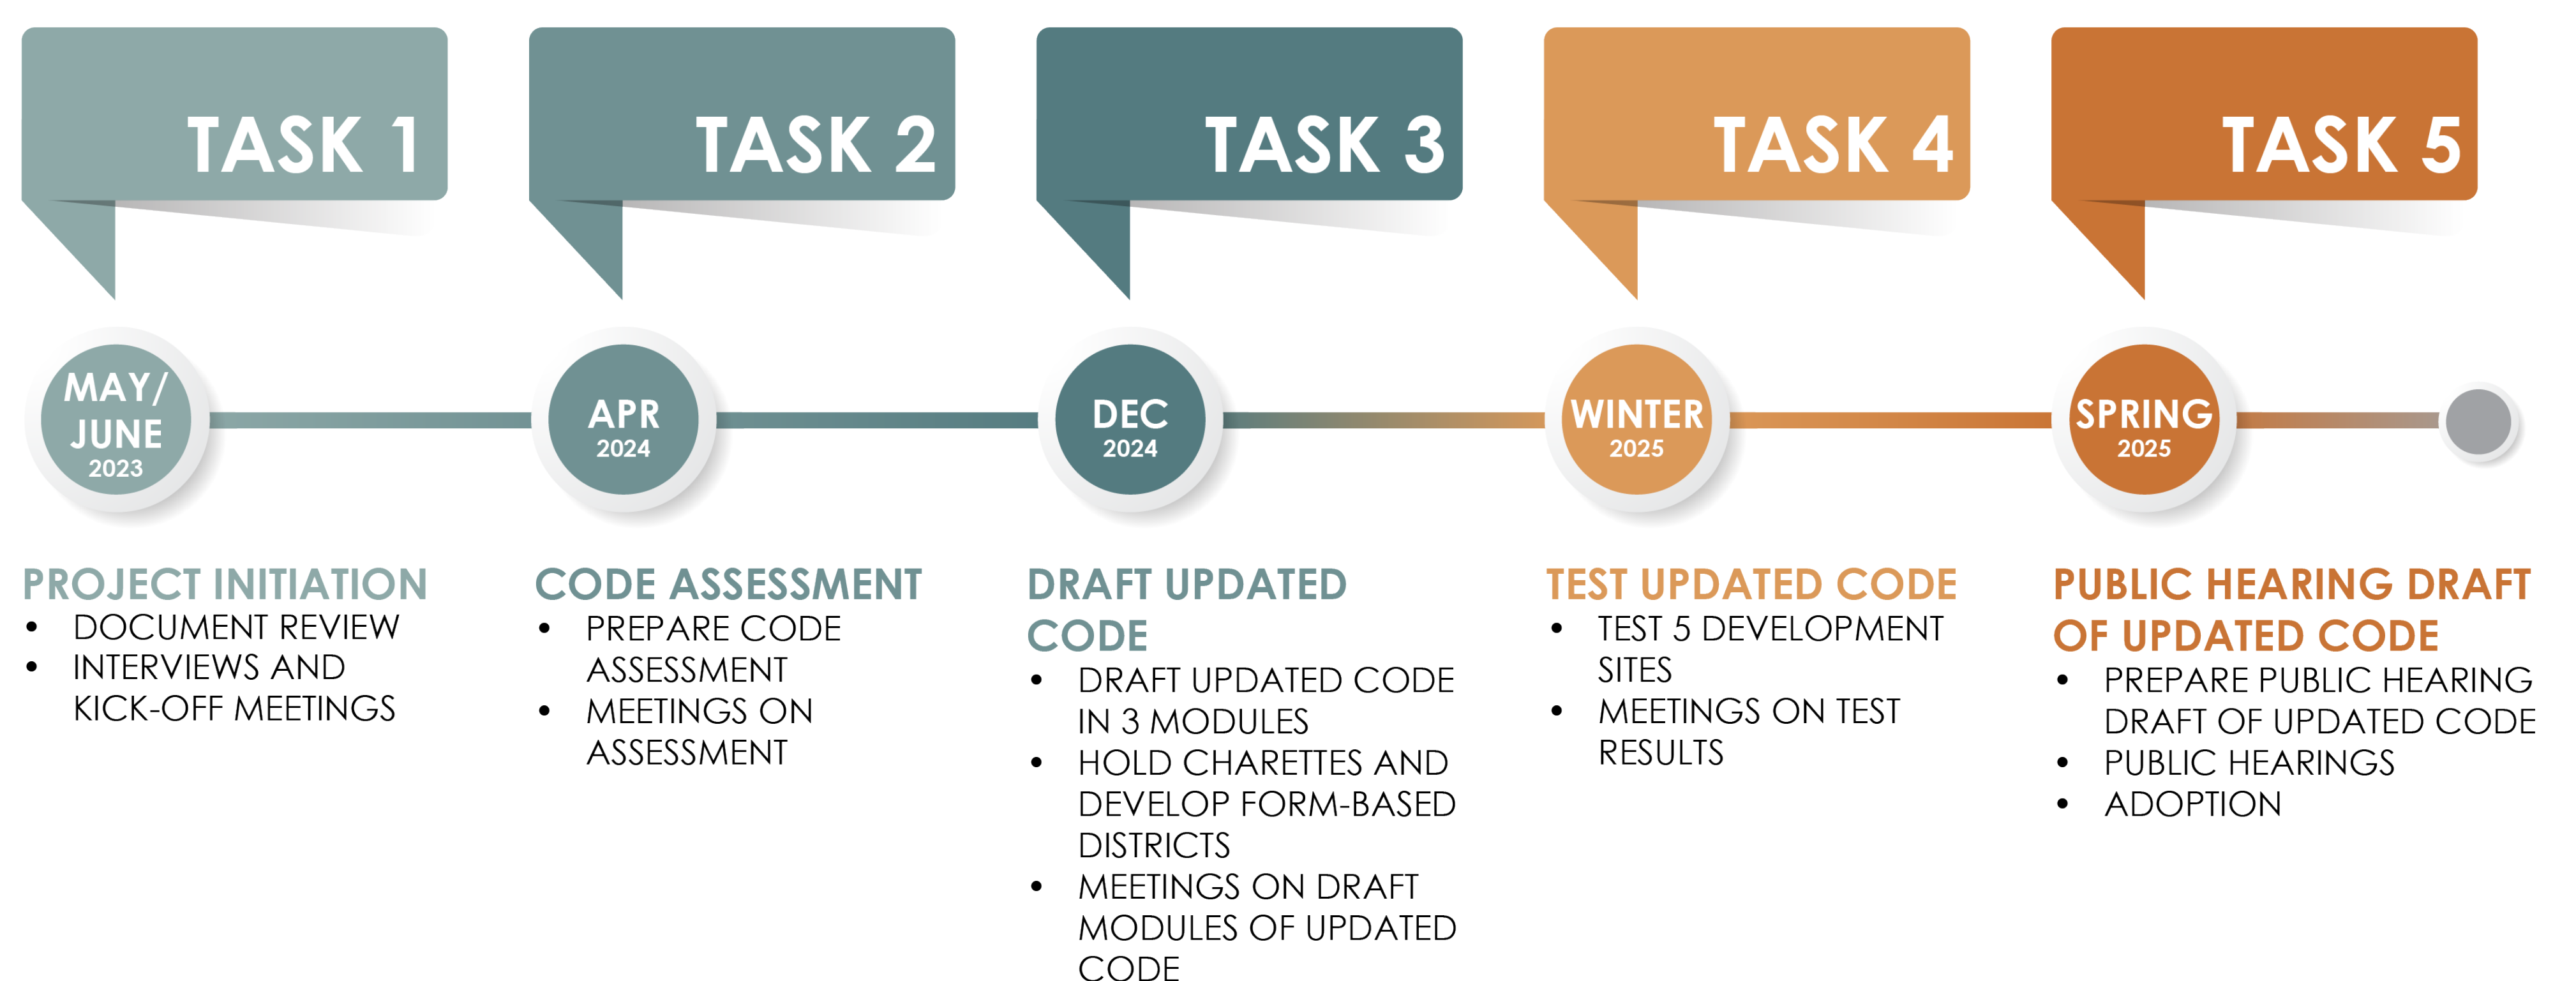 TASK 1
TASK 2
TASK 3
TASK 4
TASK 5
MAY/
JUNE
2023
APR
2024
DEC
2024
WINTER
2025
SPRING
2025
PROJECT INITIATION
• DOCUMENT REVIEW
• INTERVIEWS AND
KICK-OFF MEETINGS
CODE ASSESSMENT
• PREPARE CODE
ASSESSMENT
• MEETINGS ON
ASSESSMENT
DRAFT UPDATED
CODE
• DRAFT UPDATED CODE
IN 3 MODULES
• HOLD CHARETTES AND
DEVELOP FORM-BASED
DISTRICTS
• MEETINGS ON DRAFT
MODULES OF UPDATED
CODE
TEST UPDATED CODE
• TEST 5 DEVELOPMENT
SITES
• MEETINGS ON TEST
RESULTS
PUBLIC HEARING DRAFT
OF UPDATED CODE
• PREPARE PUBLIC HEARING
DRAFT OF UPDATED CODE
• PUBLIC HEARINGS
• ADOPTION